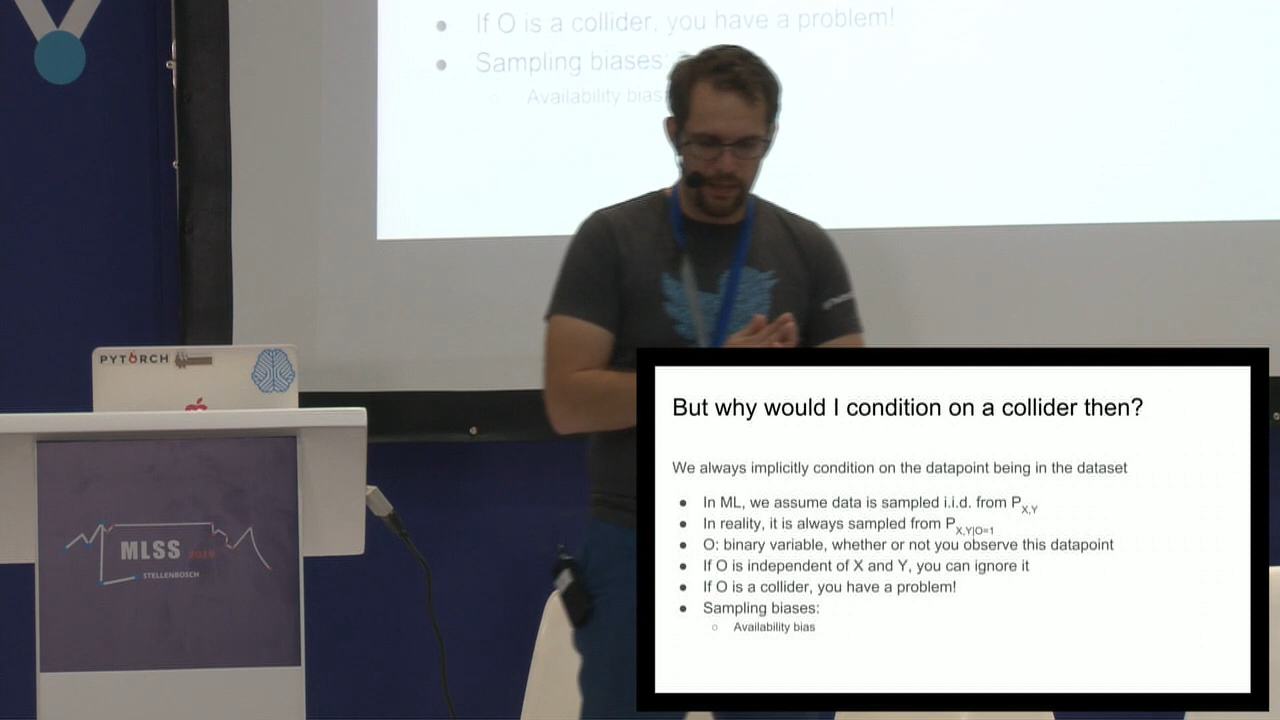 If O is a collider, you have a problem!
Sampling biases:
Availability bias
PYTORCH
MLSS 2019
STELLENBOSCH
But why would I condition on a collider then?
We always implicitly condition on the datapoint being in the dataset
In ML, we assume data is sampled i.i.d. from P_X,Y
In reality, it is always sampled from P_X,Y|O=1
O: binary variable, whether or not you observe this datapoint
If O is independent of X and Y, you can ignore it
If O is a collider, you have a problem!
Sampling biases:
Availability bias